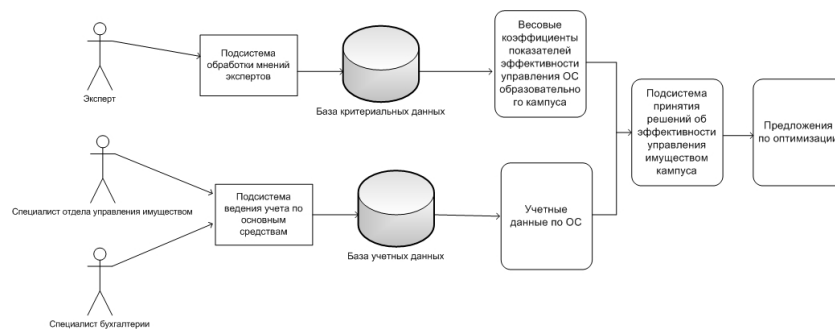 Эксперт
Подсистема
обработки мнений
экспертов
База критериальных данных
Весовые
коэффициенты
показателей
эффективности
управления ОС
образовательно
го кампуса
Подсистема
принятия
решений об
эффективности
управления
имуществом
кампуса
Предложения
по оптимизации
Специалист отдела управления имуществом
Подсистема
ведения учета по
основным
средствам
База учетных данных
Учетные
данные по ОС
Специалист бухгалтерии